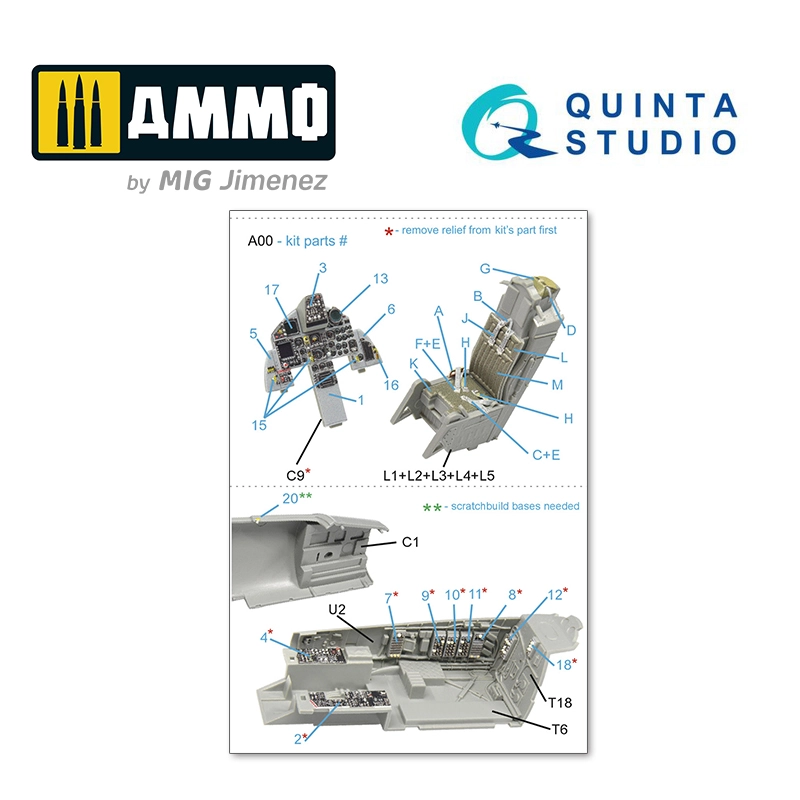 AMMO
by MIG Jimenez
QUINTA
STUDIO
A00 - kit parts #
* - remove relief from kit's part first
3
17
13
5
6
16
15
1
C9*
G
B
A
J
D
F+E
H
L
K
M
H
C+E
L1+L2+L3+L4+L5
20**
** - scratchbuild bases needed
C1
U2
7*
9*
10*
11*
8*
12*
4*
18*
T18
T6
2*